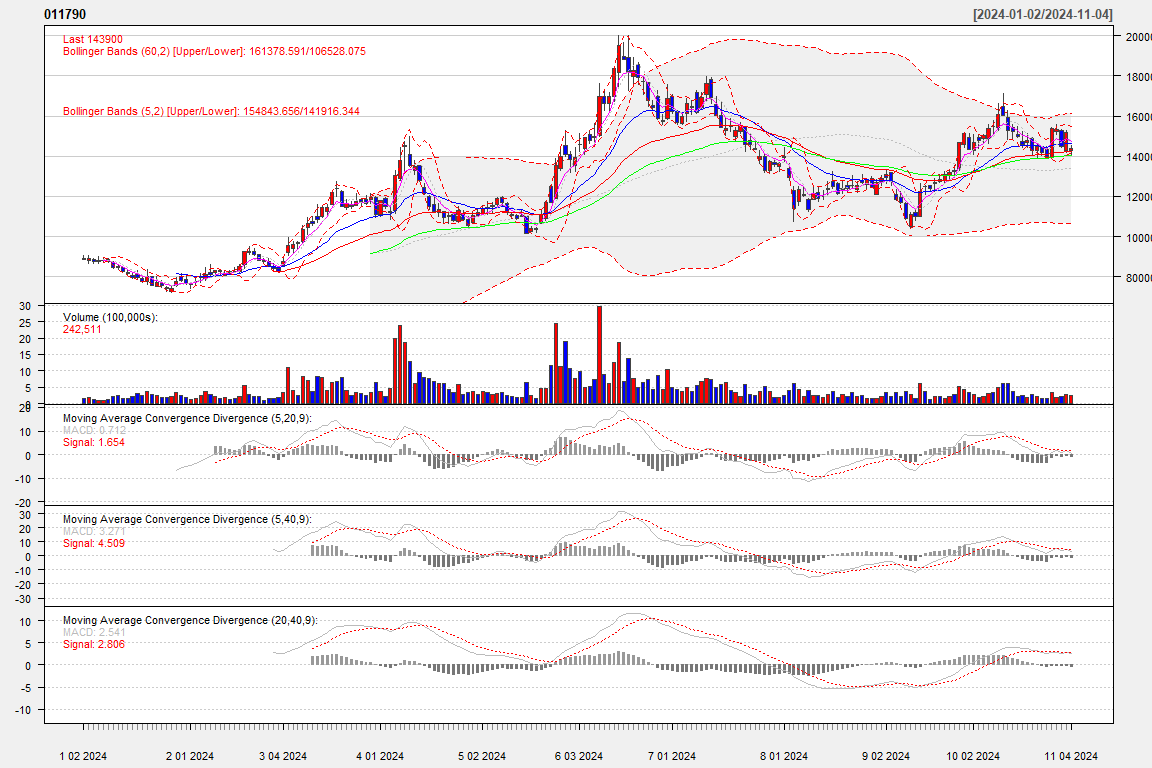 011790
[2024-01-02/2024-11-04]
Last 143900
Bollinger Bands (60,2) [Upper/Lower]: 161378.591/106528.075
Bollinger Bands (5,2) [Upper/Lower]: 154843.656/141916.344
20000
18000
16000
14000
12000
10000
80000
Volume (100,000s):
242,511
30
25
20
15
10
5
0
Moving Average Convergence Divergence (5,20,9):
MACD: 0.712
Signal: 1.654
20
10
0
-10
-20
Moving Average Convergence Divergence (5,40,9):
MACD: 3.271
Signal: 4.509
30
20
10
0
-10
-20
-30
Moving Average Convergence Divergence (20,40,9):
MACD: 2.541
Signal: 2.806
10
5
0
-5
-10
1 02 2024
2 01 2024
3 04 2024
4 01 2024
5 02 2024
6 03 2024
7 01 2024
8 01 2024
9 02 2024
10 02 2024
11 04 2024